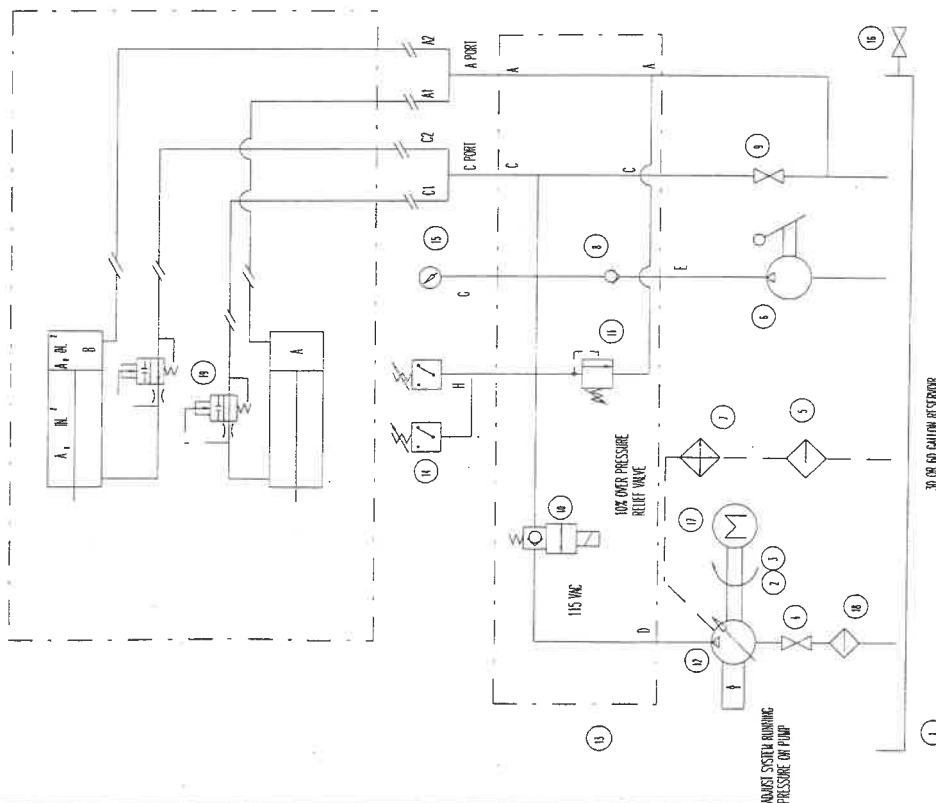 A2
A PORT
A
A
A1
C2
C PORT
C
C
C1
16
9
15
G
8
E
6
11
A
B
19
H
14
10% OVER PRESSURE
RELIEF VALVE
7
5
30 OR 60 GALLON RESERVOIR
10
115 VAC
D
17
M
2
3
12
4
18
13
ADJUST SYSTEM RUNNING
PRESSURE ON PUMP
1